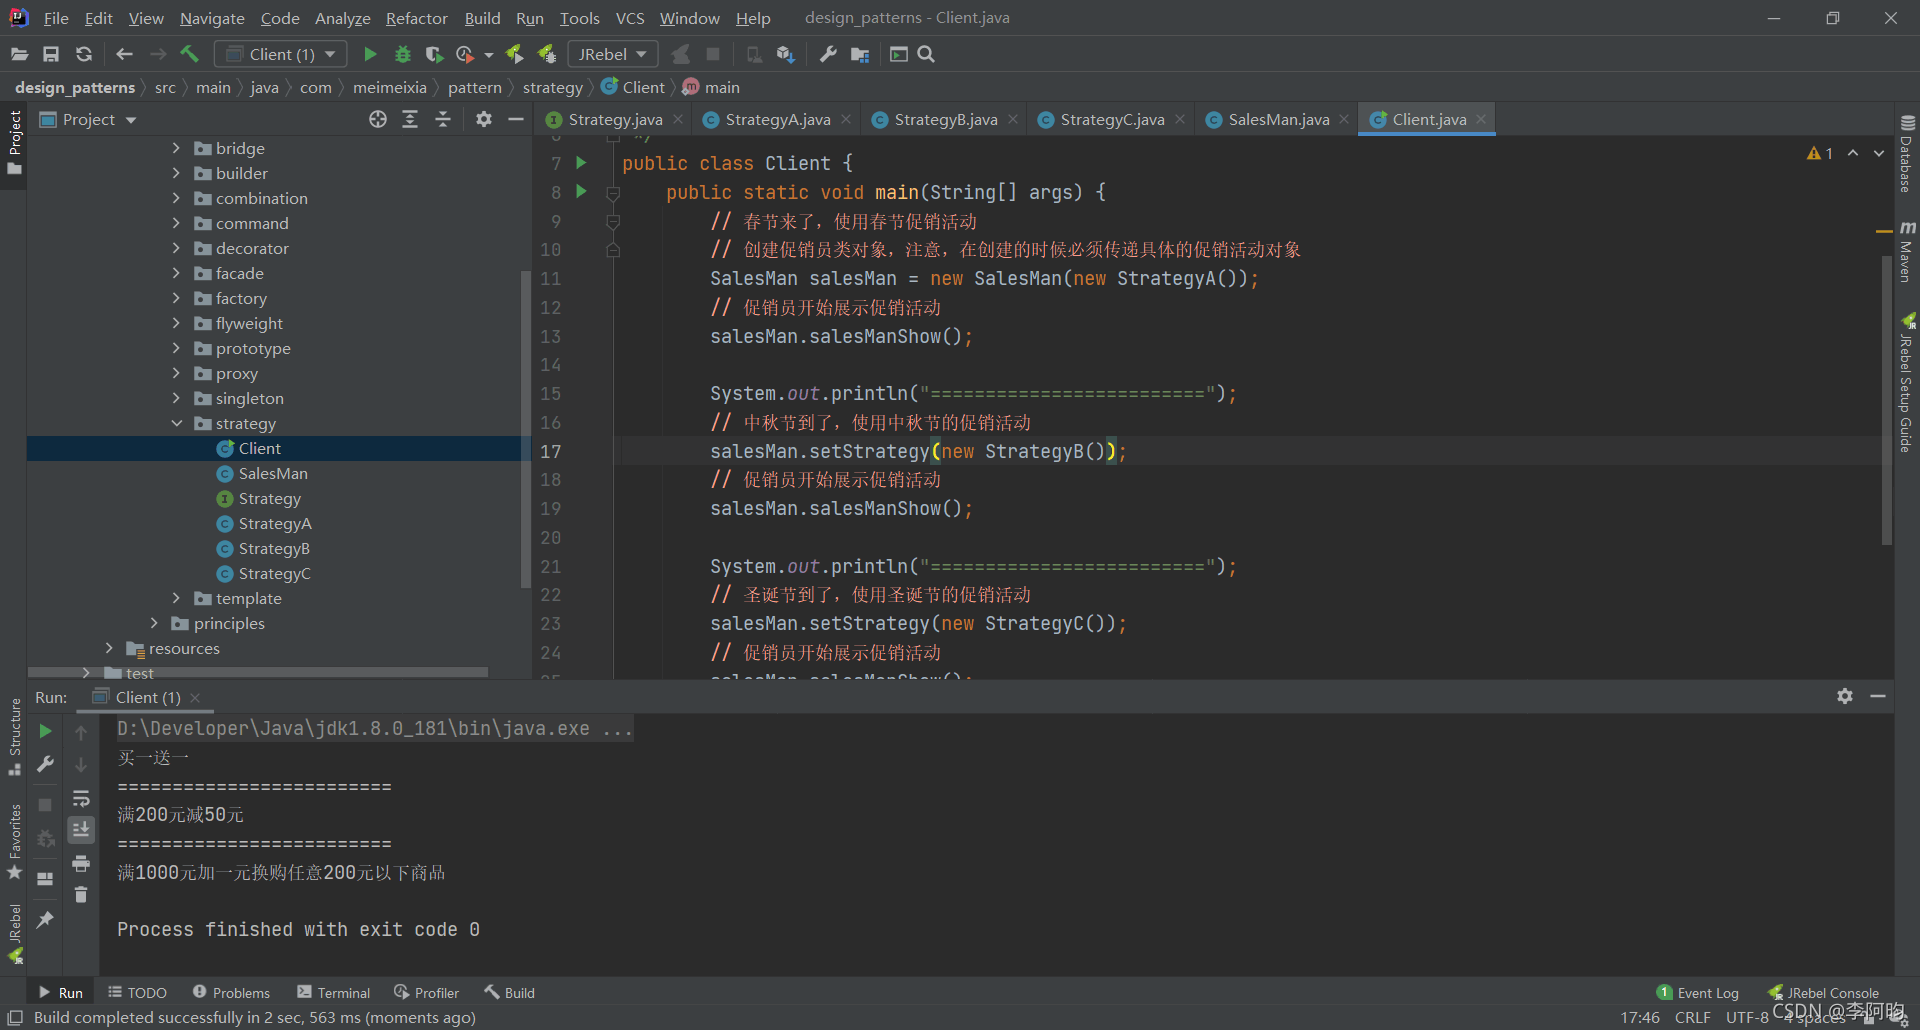 File Edit View Navigate Code Analyze Refactor Build Run Tools VCS Window Help design_patterns - Client.java
Client (1) JRebel
design_patterns src main java com meimeixia pattern strategy Client main
Project
Project
Strategy.java StrategyA.java StrategyB.java StrategyC.java SalesMan.java Client.java
bridge
builder
combination
command
decorator
facade
factory
flyweight
prototype
proxy
singleton
strategy
Client
SalesMan
Strategy
StrategyA
StrategyB
StrategyC
template
principles
resources
test
1
6 */
7 public class Client {
8 public static void main(String[] args) {
9 // 春节来了，使用春节促销活动
10 // 创建促销员类对象，注意，在创建的时候必须传递具体的促销活动对象
11 SalesMan salesMan = new SalesMan(new StrategyA());
12 // 促销员开始展示促销活动
13 salesMan.salesManShow();
14
15 System.out.println("=========================");
16 // 中秋节到了，使用中秋节的促销活动
17 salesMan.setStrategy(new StrategyB());
18 // 促销员开始展示促销活动
19 salesMan.salesManShow();
20
21 System.out.println("=========================");
22 // 圣诞节到了，使用圣诞节的促销活动
23 salesMan.setStrategy(new StrategyC());
24 // 促销员开始展示促销活动
25 salesMan.salesManShow();
Database
m Maven
JRebel Setup Guide
Run: Client (1)
Structure
Favorites
JRebel
D:\Developer\Java\jdk1.8.0_181\bin\java.exe ...
买一送一
=========================
满200元减50元
=========================
满1000元加一元换购任意200元以下商品
Process finished with exit code 0
Run TODO Problems Terminal Profiler Build 1 Event Log JRebel Console
Build completed successfully in 2 sec, 563 ms (moments ago) 17:46 CRLF UTF-8 4 spaces
CSDN @李阿昀